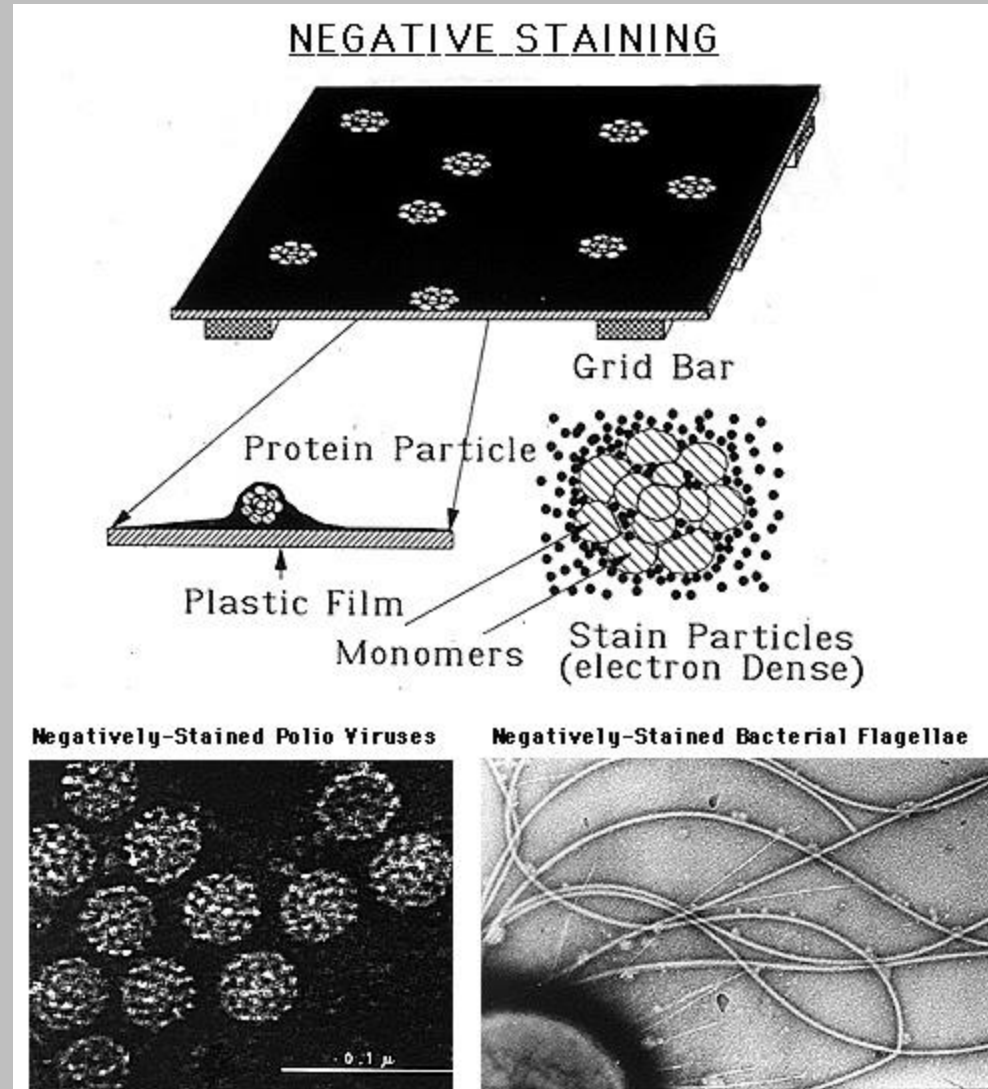 NEGATIVE STAINING
Grid Bar
Protein Particle
Plastic Film
Monomers
Stain Particles
(electron Dense)
Negatively-Stained Polio Viruses
Negatively-Stained Bacterial Flagellae
0.1 μ